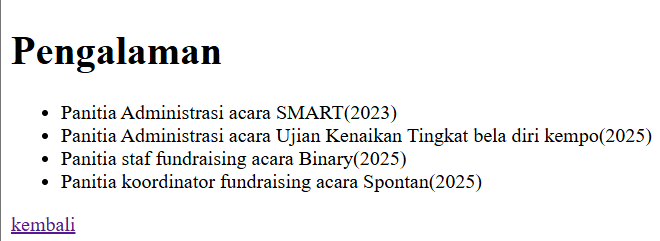 Pengalaman
Panitia Administrasi acara SMART(2023)
Panitia Administrasi acara Ujian Kenaikan Tingkat bela diri kempo(2025)
Panitia staf fundraising acara Binary(2025)
Panitia koordinator fundraising acara Spontan(2025)
kembali